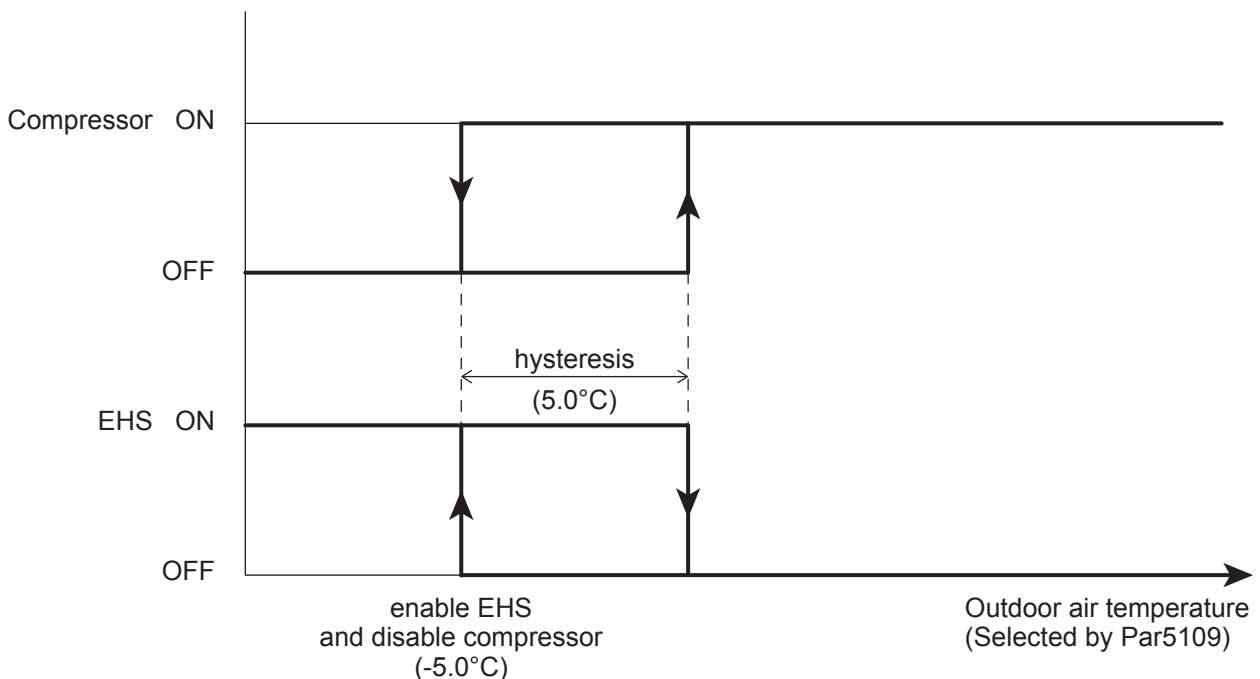 Compressor ON
OFF
hysteresis
(5.0°C)
EHS ON
OFF
enable EHS
and disable compressor
(-5.0°C)
Outdoor air temperature
(Selected by Par5109)